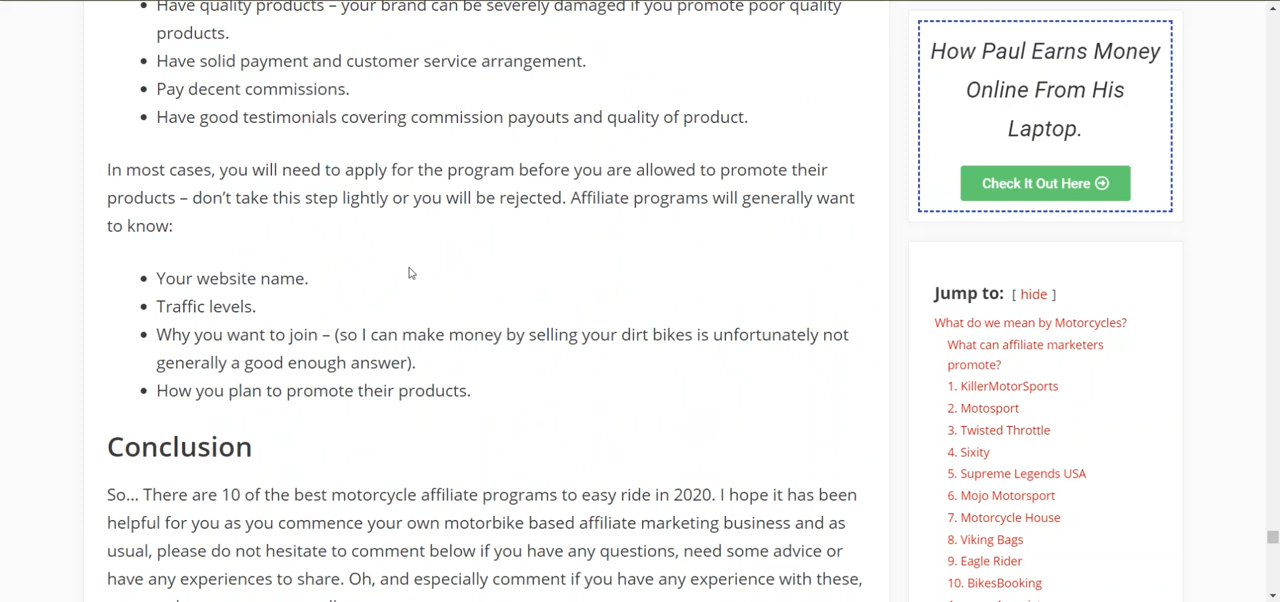 Have quality products – your brand can be severely damaged if you promote poor quality
products.
Have solid payment and customer service arrangement.
Pay decent commissions.
Have good testimonials covering commission payouts and quality of product.
In most cases, you will need to apply for the program before you are allowed to promote their
products – don’t take this step lightly or you will be rejected. Affiliate programs will generally want
to know:
Your website name.
Traffic levels.
Why you want to join – (so I can make money by selling your dirt bikes is unfortunately not
generally a good enough answer).
How you plan to promote their products.
Conclusion
So… There are 10 of the best motorcycle affiliate programs to easy ride in 2020. I hope it has been
helpful for you as you commence your own motorbike based affiliate marketing business and as
usual, please do not hesitate to comment below if you have any questions, need some advice or
have any experiences to share. Oh, and especially comment if you have any experience with these,
How Paul Earns Money
Online From His
Laptop.
Check It Out Here
Jump to: [ hide ]
What do we mean by Motorcycles?
What can affiliate marketers
promote?
1. KillerMotorSports
2. Motosport
3. Twisted Throttle
4. Sixity
5. Supreme Legends USA
6. Mojo Motorsport
7. Motorcycle House
8. Viking Bags
9. Eagle Rider
10. BikesBooking